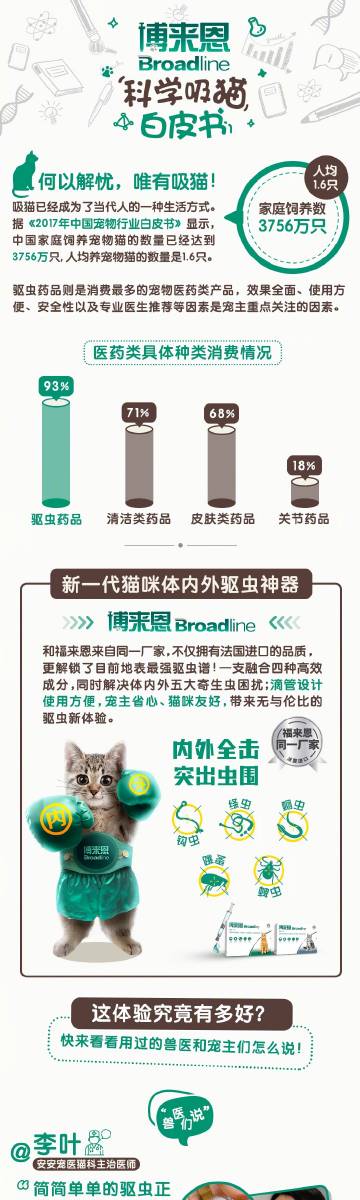 博来恩
Broadline
'科学吸猫,
白皮书'
何以解忧，唯有吸猫！
吸猫已经成为了当代人的一种生活方式。
据《2017年中国宠物行业白皮书》显示，
中国家庭饲养宠物猫的数量已经达到
3756万只，人均养宠物猫的数量是1.6只。
人均
1.6只
家庭饲养数
3756万只
驱虫药品则是消费最多的宠物医药类产品，效果全面、使用方
便、安全性以及专业医生推荐等因素是宠主重点关注的因素。
医药类具体种类消费情况
93%
71%
68%
18%
驱虫药品
清洁类药品
皮肤类药品
关节药品
新一代猫咪体内外驱虫神器
博来恩 Broadline
和福来恩来自同一厂家，不仅拥有法国进口的品质，
更解锁了目前地表最强驱虫谱！一支融合四种高效
成分，同时解决体内外五大寄生虫困扰；滴管设计
使用方便，宠主省心、猫咪友好，带来无与伦比的
驱虫新体验。
内外全击
突出虫围
福来恩
同一厂家
内
博来恩
Broadline
钩虫
绦虫
蛔虫
跳蚤
蜱虫
博来恩 Broadline
博来恩 Broadline
这体验究竟有多好？
快来看看用过的兽医和宠主们怎么说！
“兽医们说”
@李叶
安安宠医猫科主治医师
简简单单的驱虫正